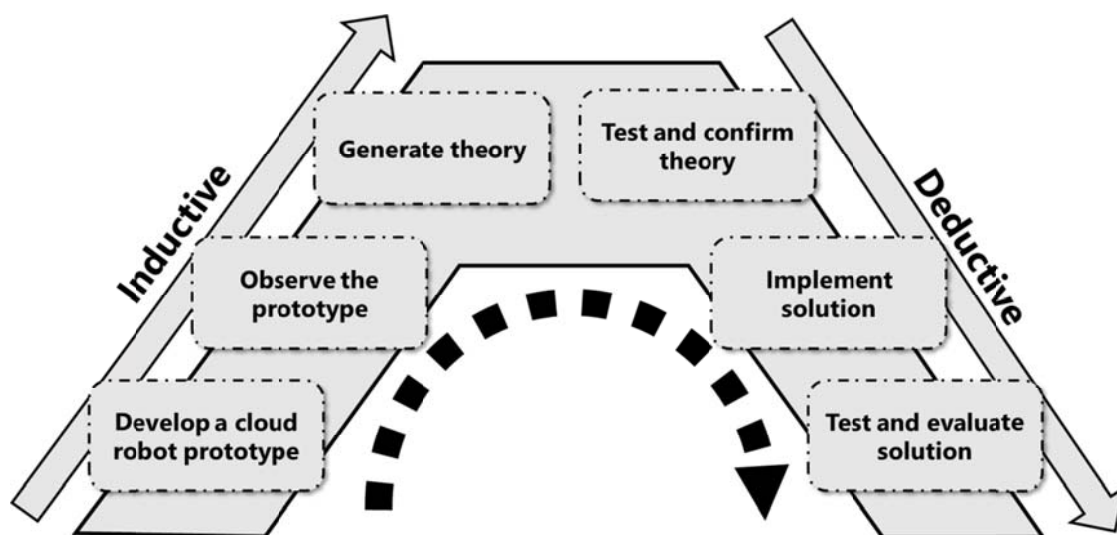 Inductive
Generate theory
Observe the
prototype
Develop a cloud
robot prototype
Test and confirm
theory
Implement
solution
Test and evaluate
solution
Deductive